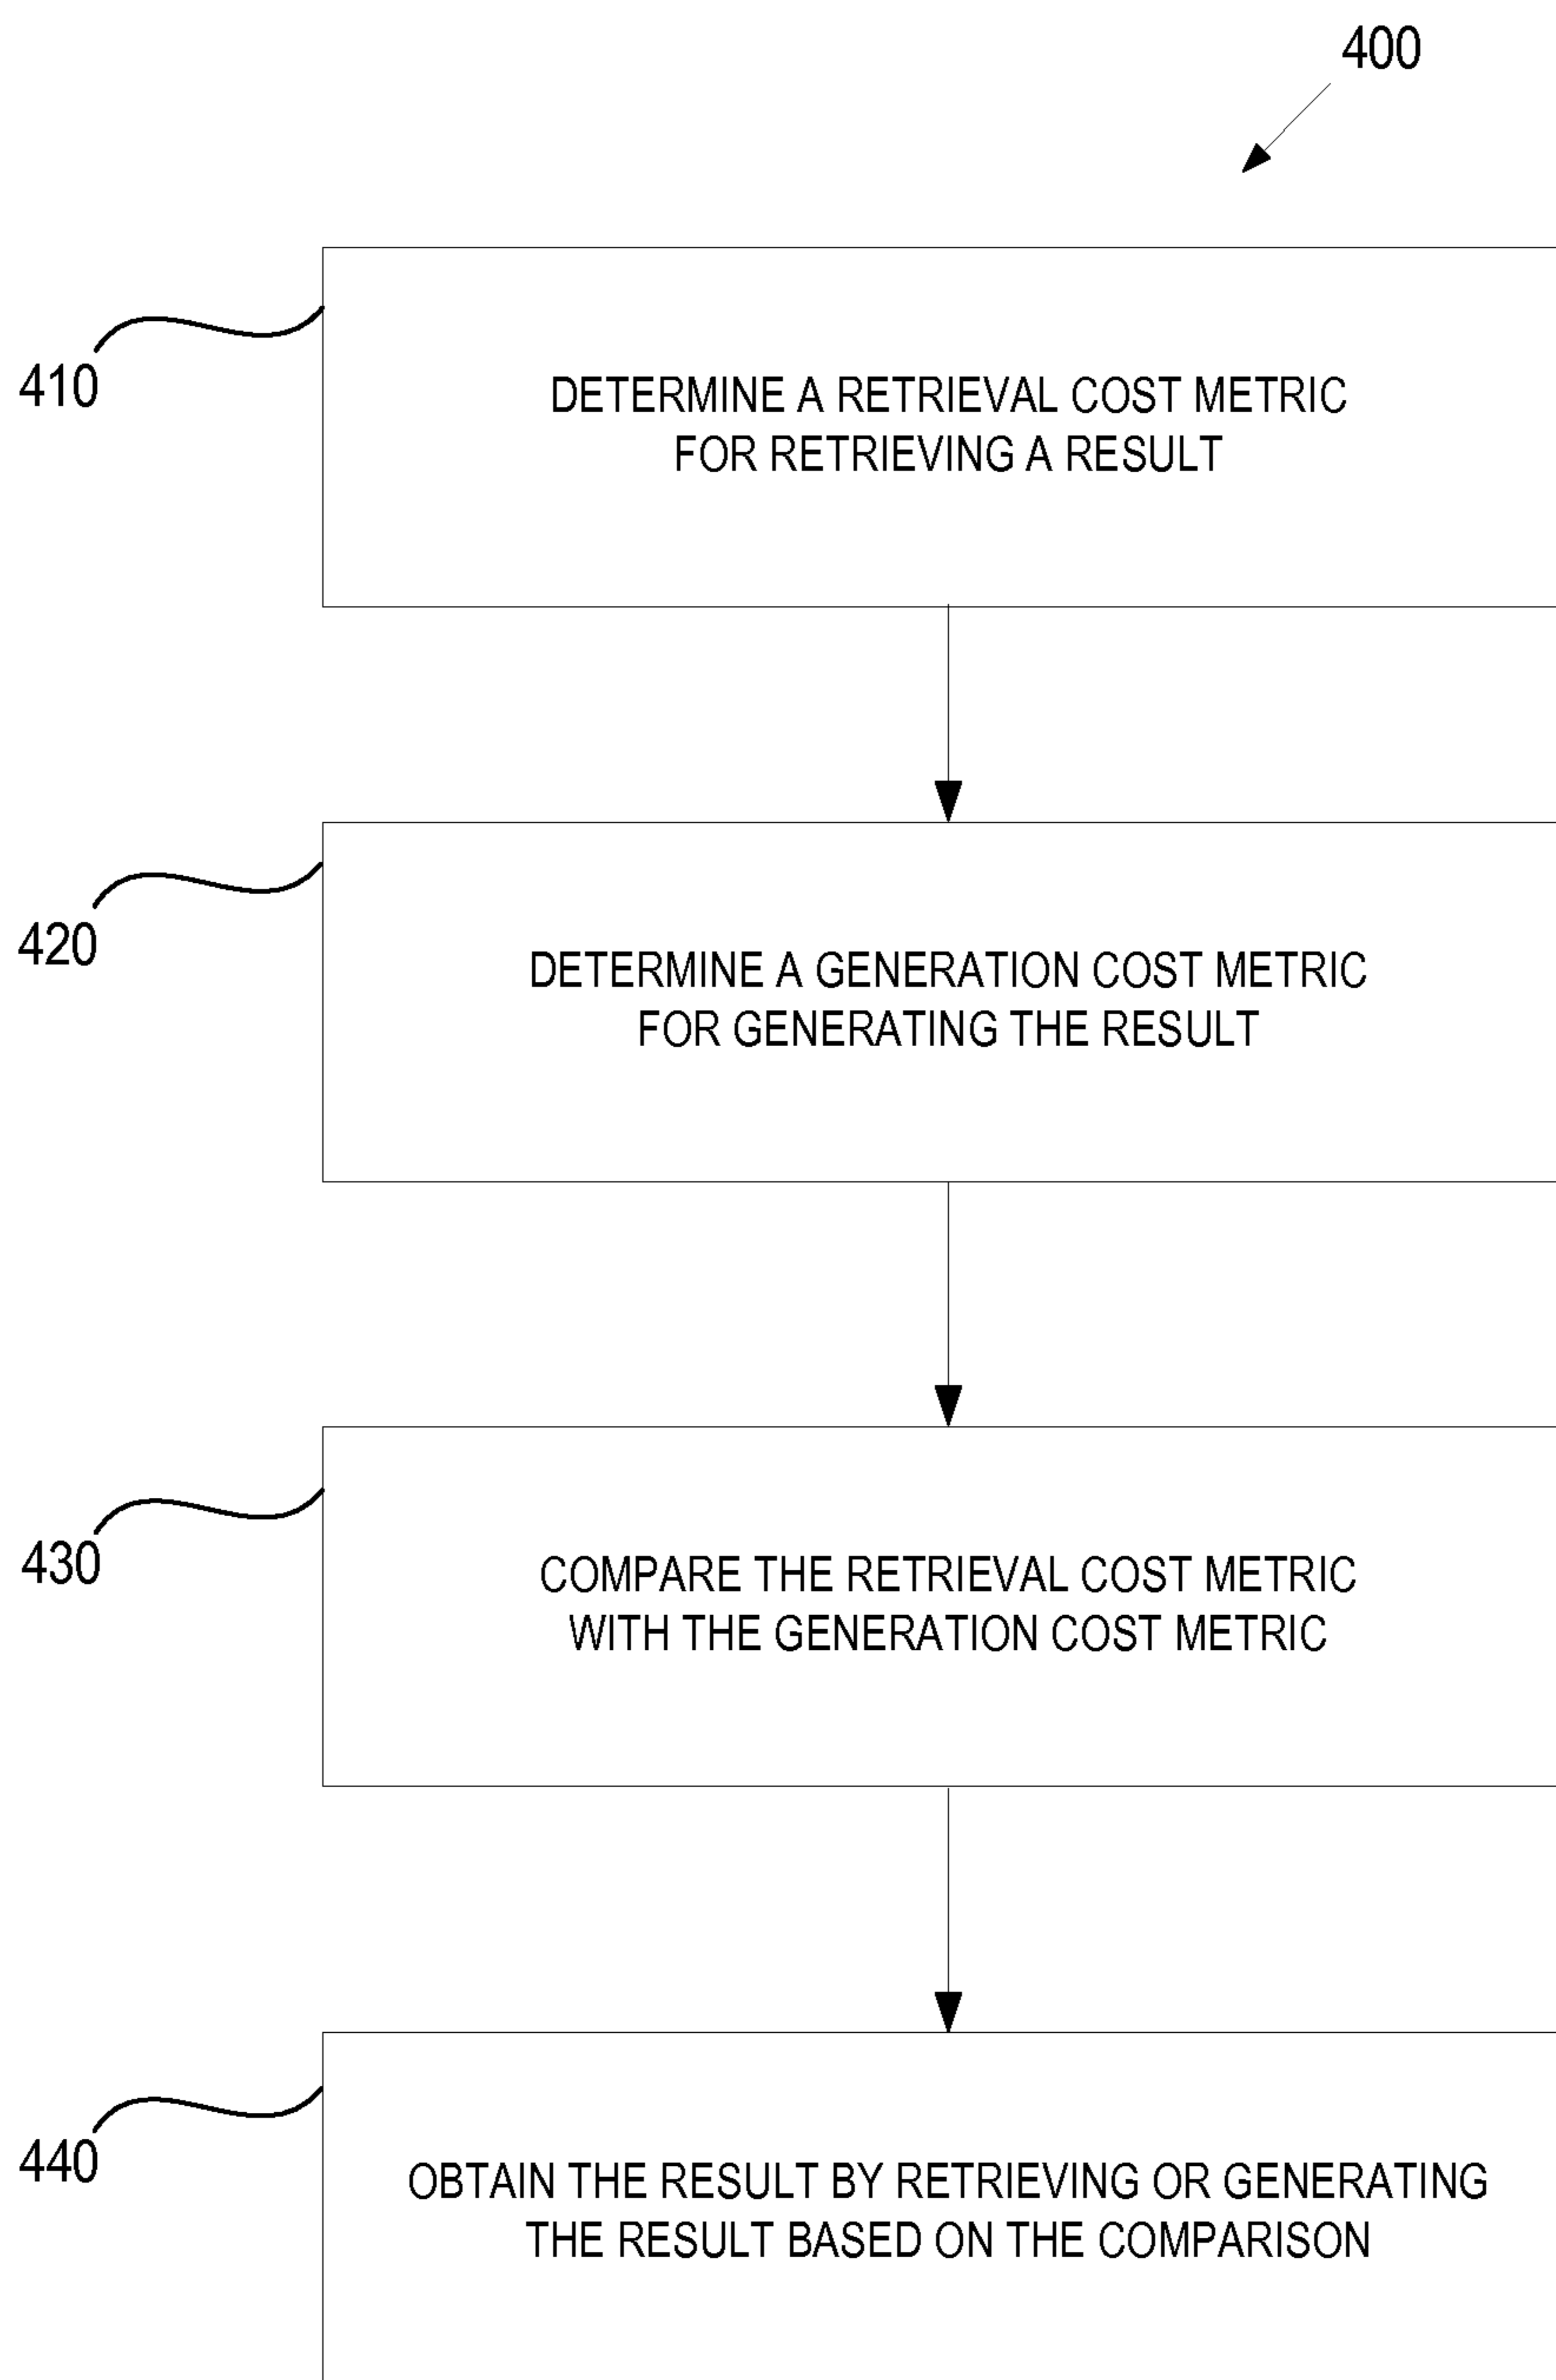 400
410
DETERMINE A RETRIEVAL COST METRIC
FOR RETRIEVING A RESULT
420
DETERMINE A GENERATION COST METRIC
FOR GENERATING THE RESULT
430
COMPARE THE RETRIEVAL COST METRIC
WITH THE GENERATION COST METRIC
440
OBTAIN THE RESULT BY RETRIEVING OR GENERATING
THE RESULT BASED ON THE COMPARISON